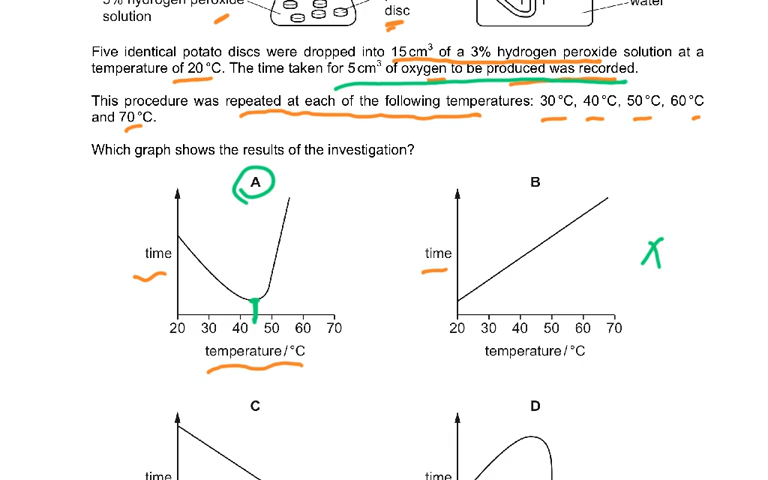 3% hydrogen peroxide
solution
disc
water
Five identical potato discs were dropped into 15 cm³ of a 3% hydrogen peroxide solution at a
temperature of 20 °C. The time taken for 5 cm³ of oxygen to be produced was recorded.
This procedure was repeated at each of the following temperatures: 30 °C, 40 °C, 50 °C, 60 °C
and 70 °C.
Which graph shows the results of the investigation?
A
B
time
time
X
20 30 40 50 60 70
20 30 40 50 60 70
temperature / °C
temperature / °C
C
D
time
time